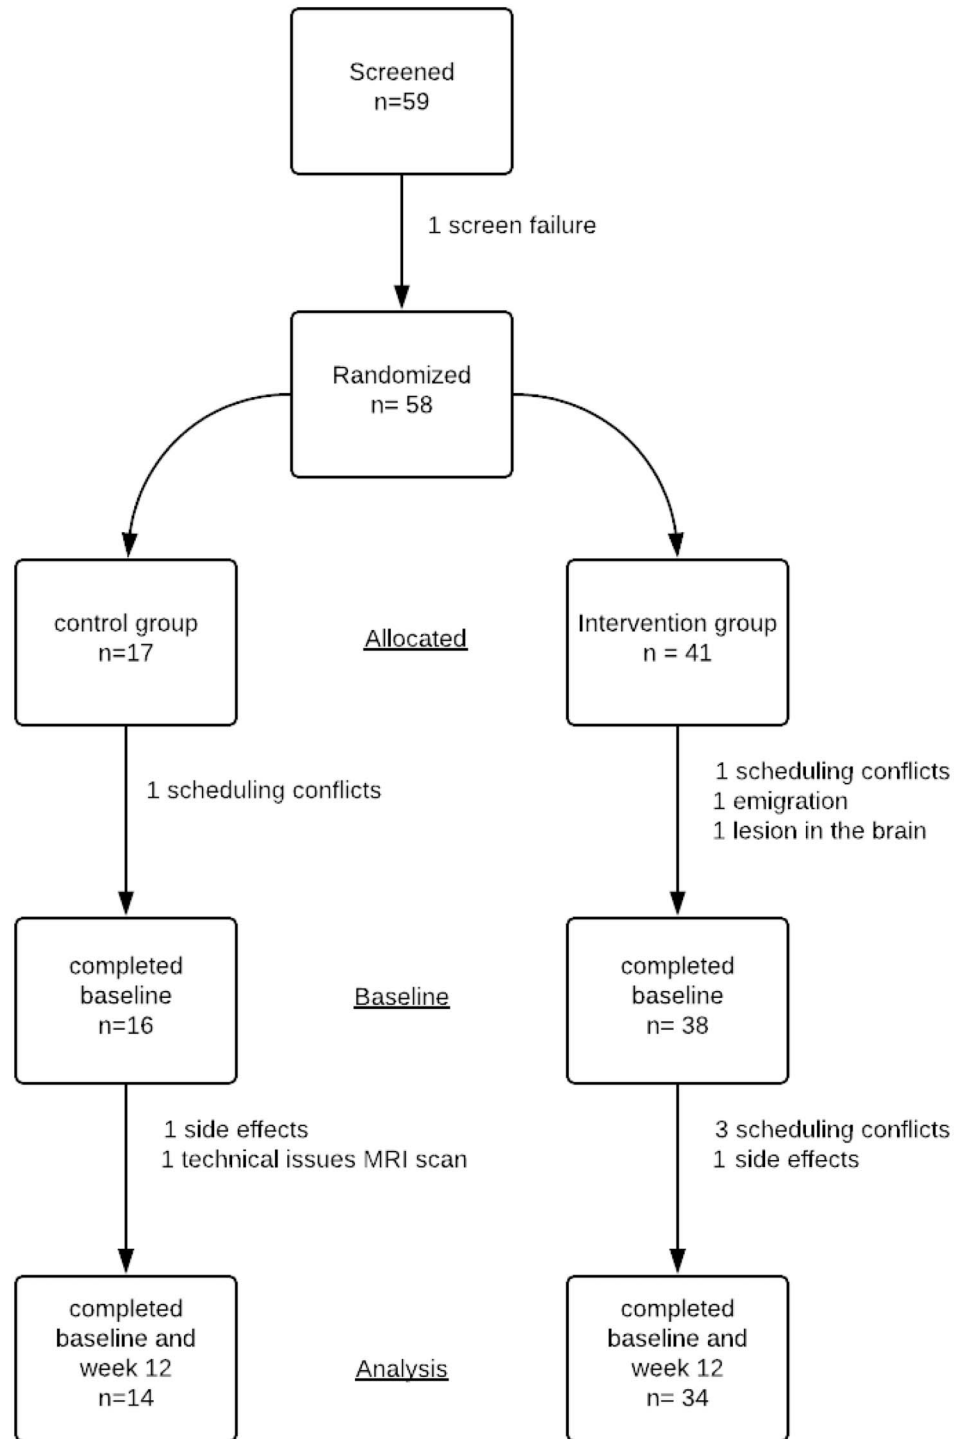 Screened
n=59
1 screen failure
Randomized
n= 58
control group
n=17
Allocated
Intervention group
n = 41
1 scheduling conflicts
1 scheduling conflicts
1 emigration
1 lesion in the brain
completed
baseline
n=16
Baseline
completed
baseline
n= 38
1 side effects
1 technical issues MRI scan
3 scheduling conflicts
1 side effects
completed
baseline and
week 12
n=14
Analysis
completed
baseline and
week 12
n= 34